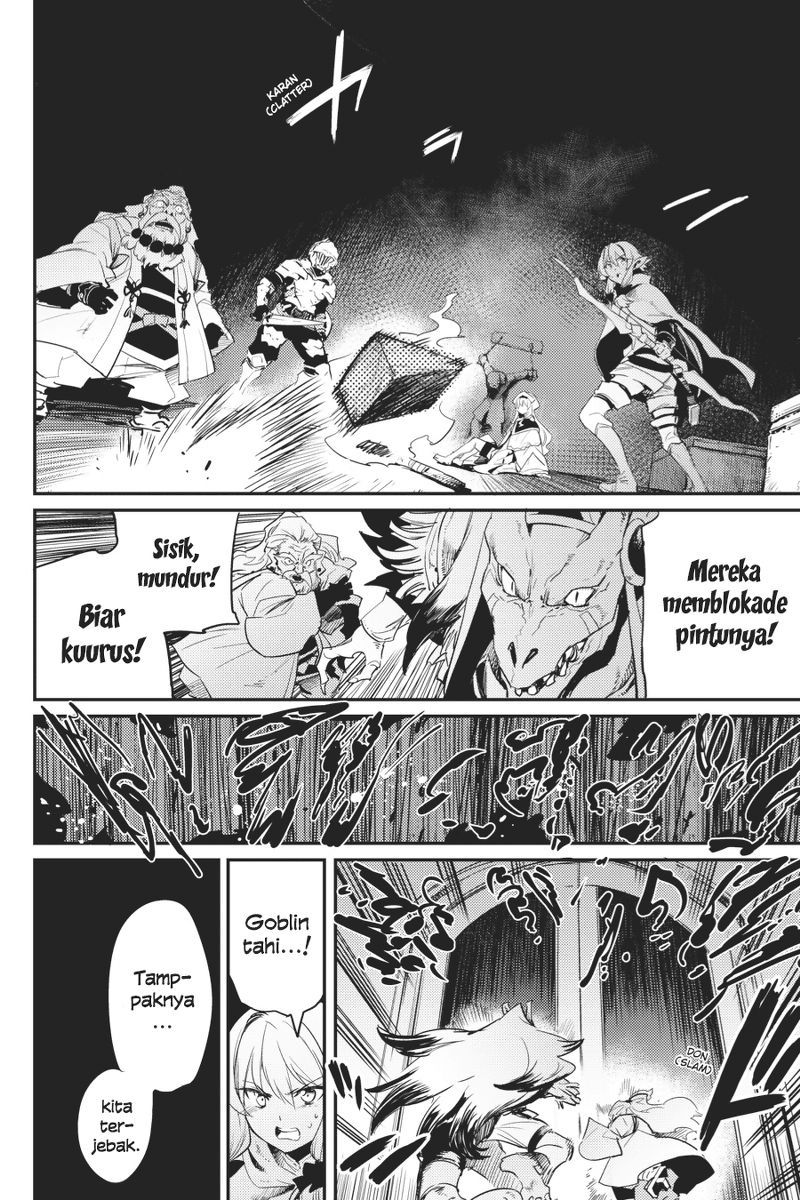 KARAN
(CLATTER)
Mereka
memblokade
pintunya!
Sisik,
mundur!
Biar
kuurus!
DON
(SLAM)
Goblin
tahi...!
Tamp-
paknya
...
kita
ter-
jebak.